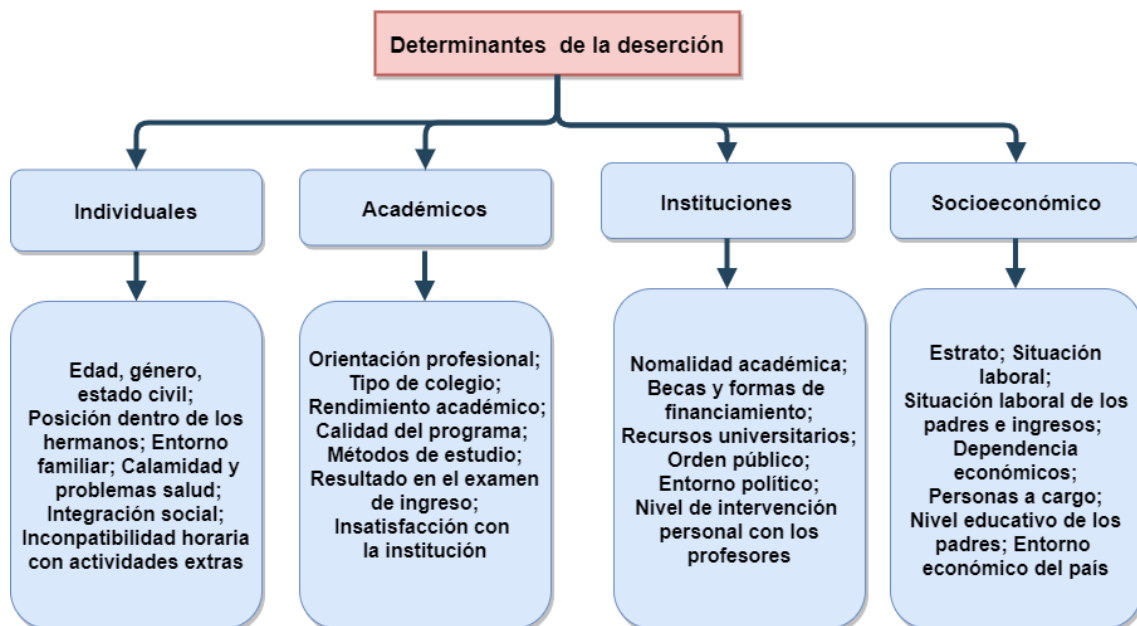 Determinantes de la deserción
Individuales
Académicos
Instituciones
Socioeconómico
Edad, género,
estado civil;
Posición dentro de los
hermanos; Entorno
familiar; Calamidad y
problemas salud;
Integración social;
Inconpatibilidad horaria
con actividades extras
Orientación profesional;
Tipo de colegio;
Rendimiento académico;
Calidad del programa;
Métodos de estudio;
Resultado en el examen
de ingreso;
Insatisfacción con
la institución
Nomalidad académica;
Becas y formas de
financiamiento;
Recursos universitarios;
Orden público;
Entorno político;
Nivel de intervención
personal con los
profesores
Estrato; Situación
laboral;
Situación laboral de los
padres e ingresos;
Dependencia
económicos;
Personas a cargo;
Nivel educativo de los
padres; Entorno
económico del país